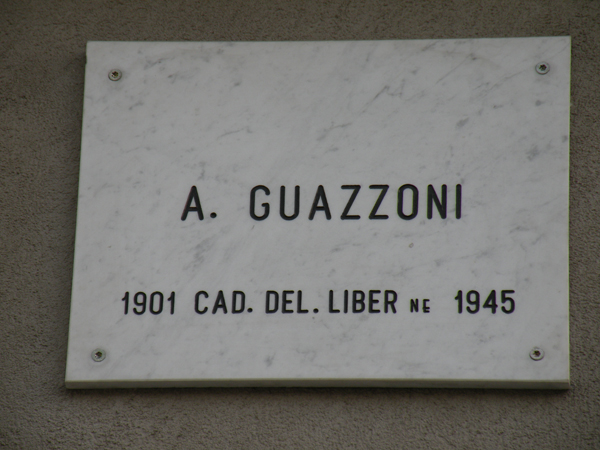 A. GUAZZONI
1901 CAD. DEL. LIBER NE 1945